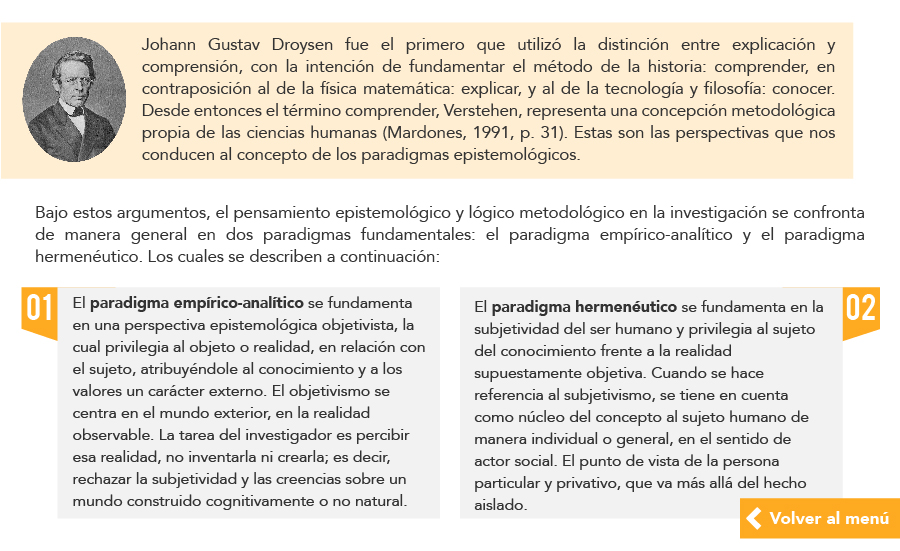 Johann Gustav Droysen fue el primero que utilizó la distinción entre explicación y
comprensión, con la intención de fundamentar el método de la historia: comprender, en
contraposición al de la física matemática: explicar, y al de la tecnología y filosofía: conocer.
Desde entonces el término comprender, Verstehen, representa una concepción metodológica
propia de las ciencias humanas (Mardones, 1991, p. 31). Estas son las perspectivas que nos
conducen al concepto de los paradigmas epistemológicos.
Bajo estos argumentos, el pensamiento epistemológico y lógico metodológico en la investigación se confronta
de manera general en dos paradigmas fundamentales: el paradigma empírico-analítico y el paradigma
hermenéutico. Los cuales se describen a continuación:
01
El paradigma empírico-analítico se fundamenta
en una perspectiva epistemológica objetivista, la
cual privilegia al objeto o realidad, en relación con
el sujeto, atribuyéndole al conocimiento y a los
valores un carácter externo. El objetivismo se
centra en el mundo exterior, en la realidad
observable. La tarea del investigador es percibir
esa realidad, no inventarla ni crearla; es decir,
rechazar la subjetividad y las creencias sobre un
mundo construido cognitivamente o no natural.
02
El paradigma hermenéutico se fundamenta en la
subjetividad del ser humano y privilegia al sujeto
del conocimiento frente a la realidad
supuestamente objetiva. Cuando se hace
referencia al subjetivismo, se tiene en cuenta
como núcleo del concepto al sujeto humano de
manera individual o general, en el sentido de
actor social. El punto de vista de la persona
particular y privativo, que va más allá del hecho
aislado.
Volver al menú